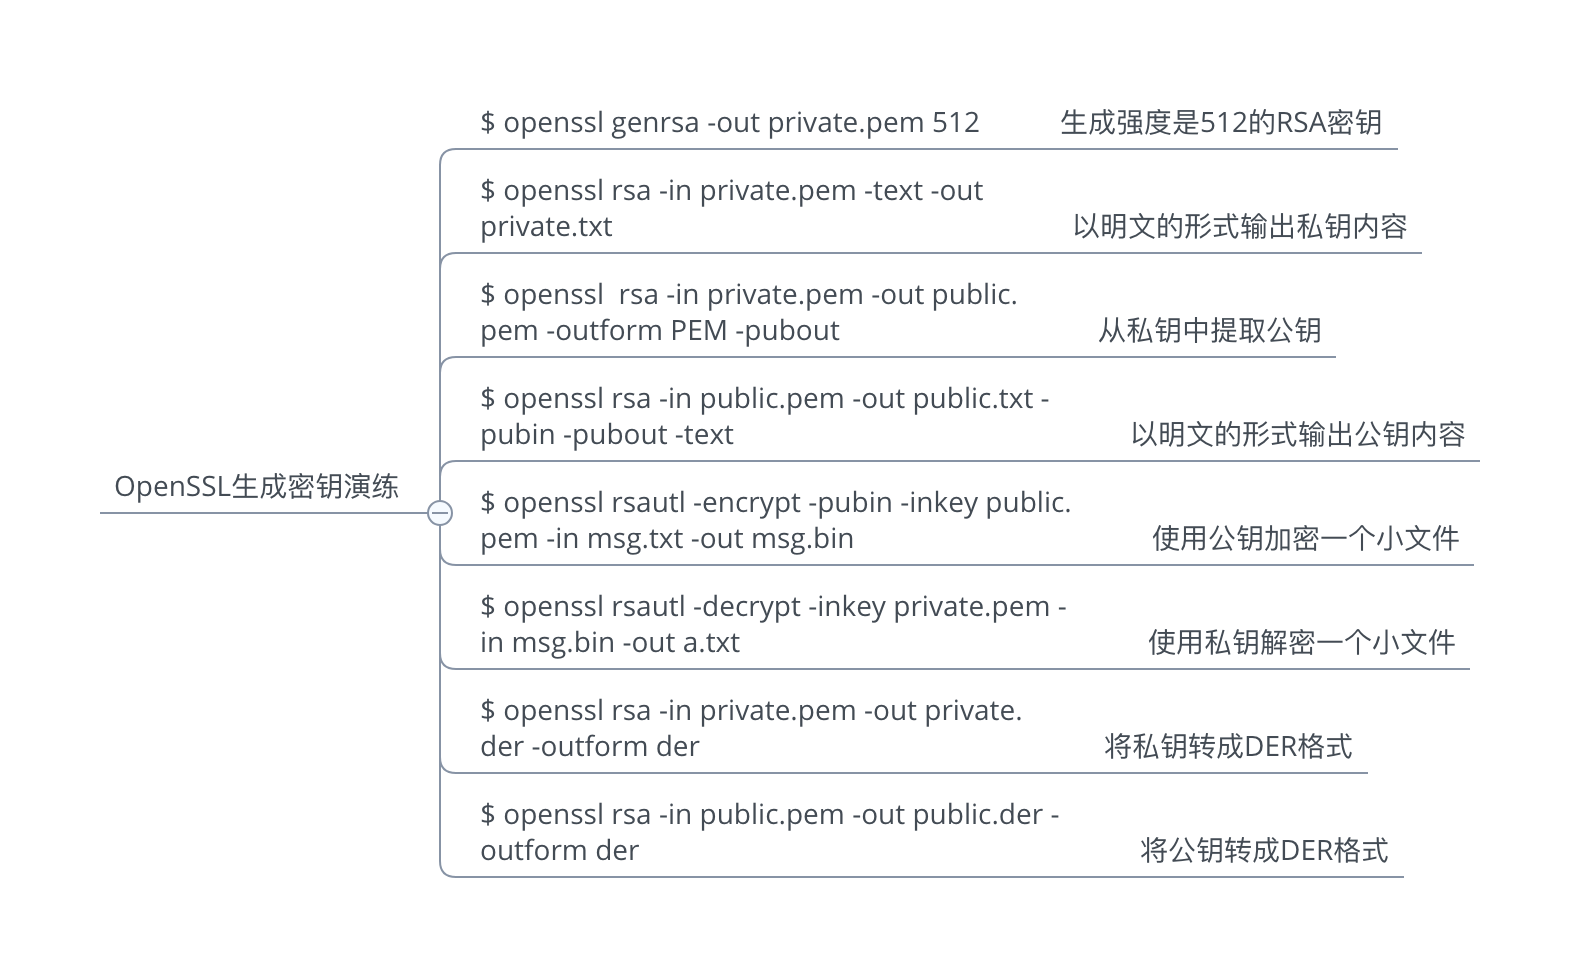 $ openssl genrsa -out private.pem 512 生成强度是512的RSA密钥
$ openssl rsa -in private.pem -text -out
private.txt 以明文的形式输出私钥内容
$ openssl  rsa -in private.pem -out public.
pem -outform PEM -pubout 从私钥中提取公钥
$ openssl rsa -in public.pem -out public.txt -
pubin -pubout -text 以明文的形式输出公钥内容
OpenSSL生成密钥演练
$ openssl rsautl -encrypt -pubin -inkey public.
pem -in msg.txt -out msg.bin 使用公钥加密一个小文件
$ openssl rsautl -decrypt -inkey private.pem -
in msg.bin -out a.txt 使用私钥解密一个小文件
$ openssl rsa -in private.pem -out private.
der -outform der 将私钥转成DER格式
$ openssl rsa -in public.pem -out public.der -
outform der 将公钥转成DER格式